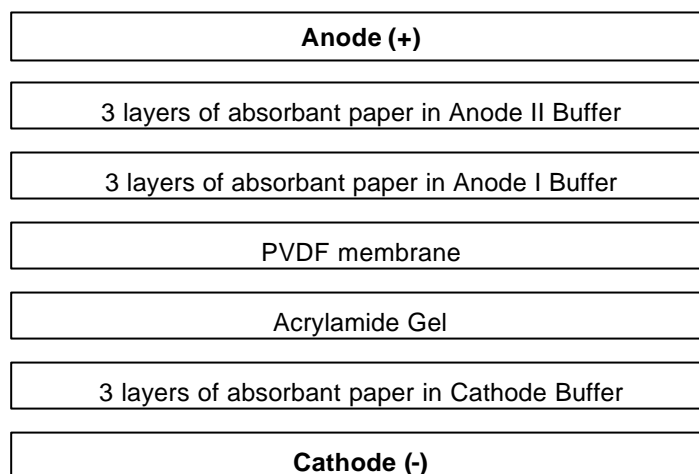 Anode (+)
3 layers of absorbant paper in Anode II Buffer
3 layers of absorbant paper in Anode I Buffer
PVDF membrane
Acrylamide Gel
3 layers of absorbant paper in Cathode Buffer
Cathode (-)